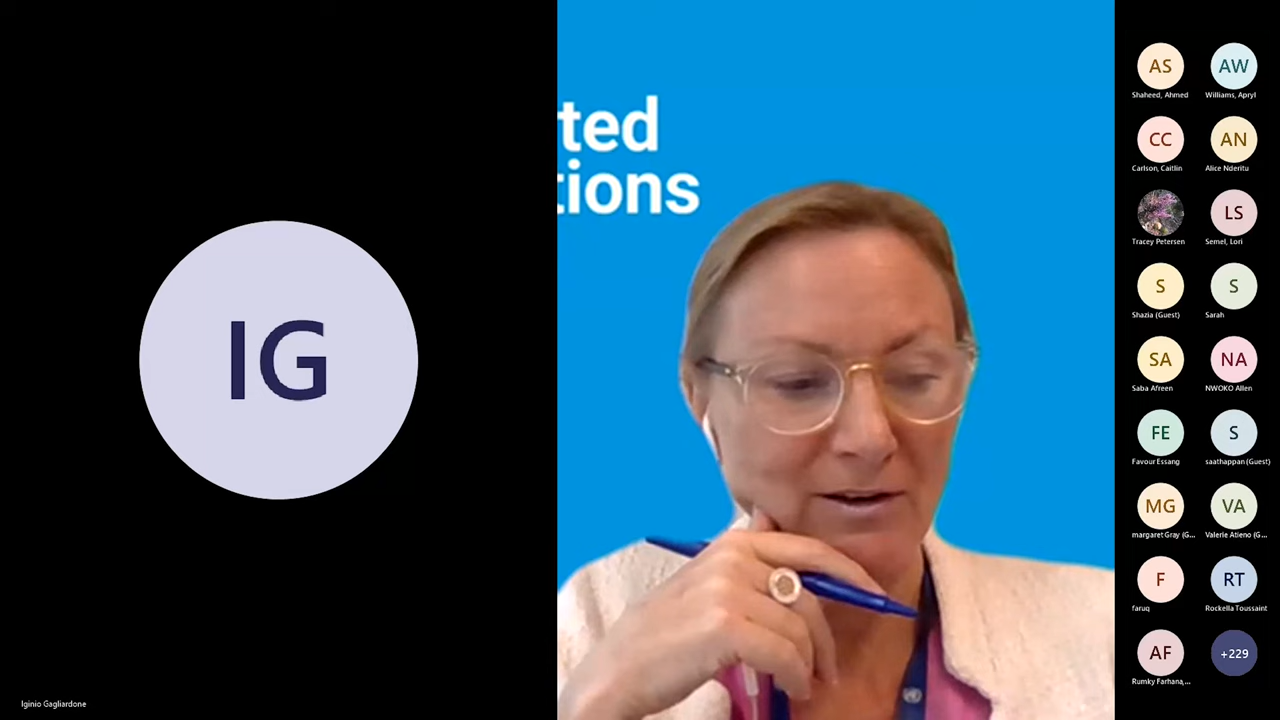 IG
Iginio Gagliardone
ted
tions
AS
Shaheed, Ahmed
AW
Williams, Apryl
CC
Carlson, Caitlin
AN
Alice Nderitu
Tracey Petersen
LS
Semel, Lori
S
Shazia (Guest)
S
Sarah
SA
Saba Afreen
NA
NWOKO Allen
FE
Favour Essang
S
saathappan (Guest)
MG
margaret Gray (G...
VA
Valerie Atieno (G...
F
faruq
RT
Rockella Toussaint
AF
Rumky Farhana,...
+229